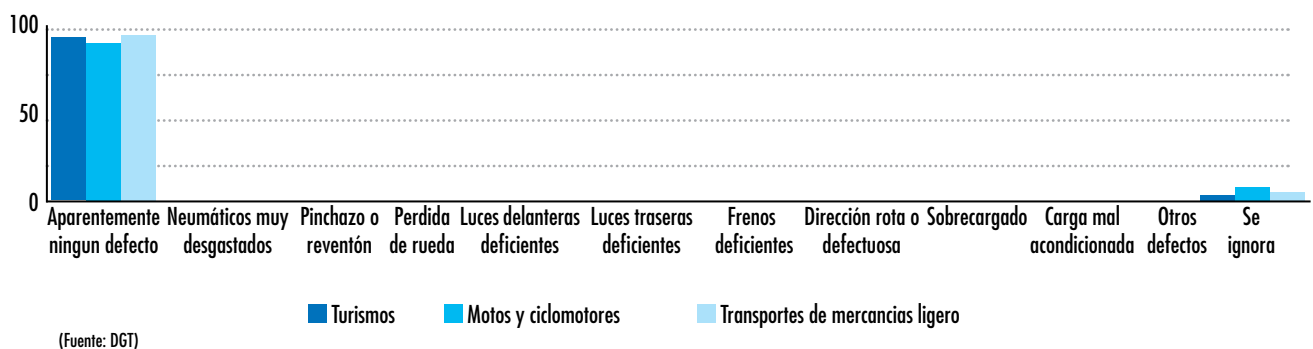 100
50
0
Aparentemente ningun defecto
Neumáticos muy desgastados
Pinchazo o reventón
Perdida de rueda
Luces delanteras deficientes
Luces traseras deficientes
Frenos deficientes
Dirección rota o defectuosa
Sobrecargado
Carga mal acondicionada
Otros defectos
Se ignora
Turismos
Motos y ciclomotores
Transportes de mercancias ligero
(Fuente: DGT)